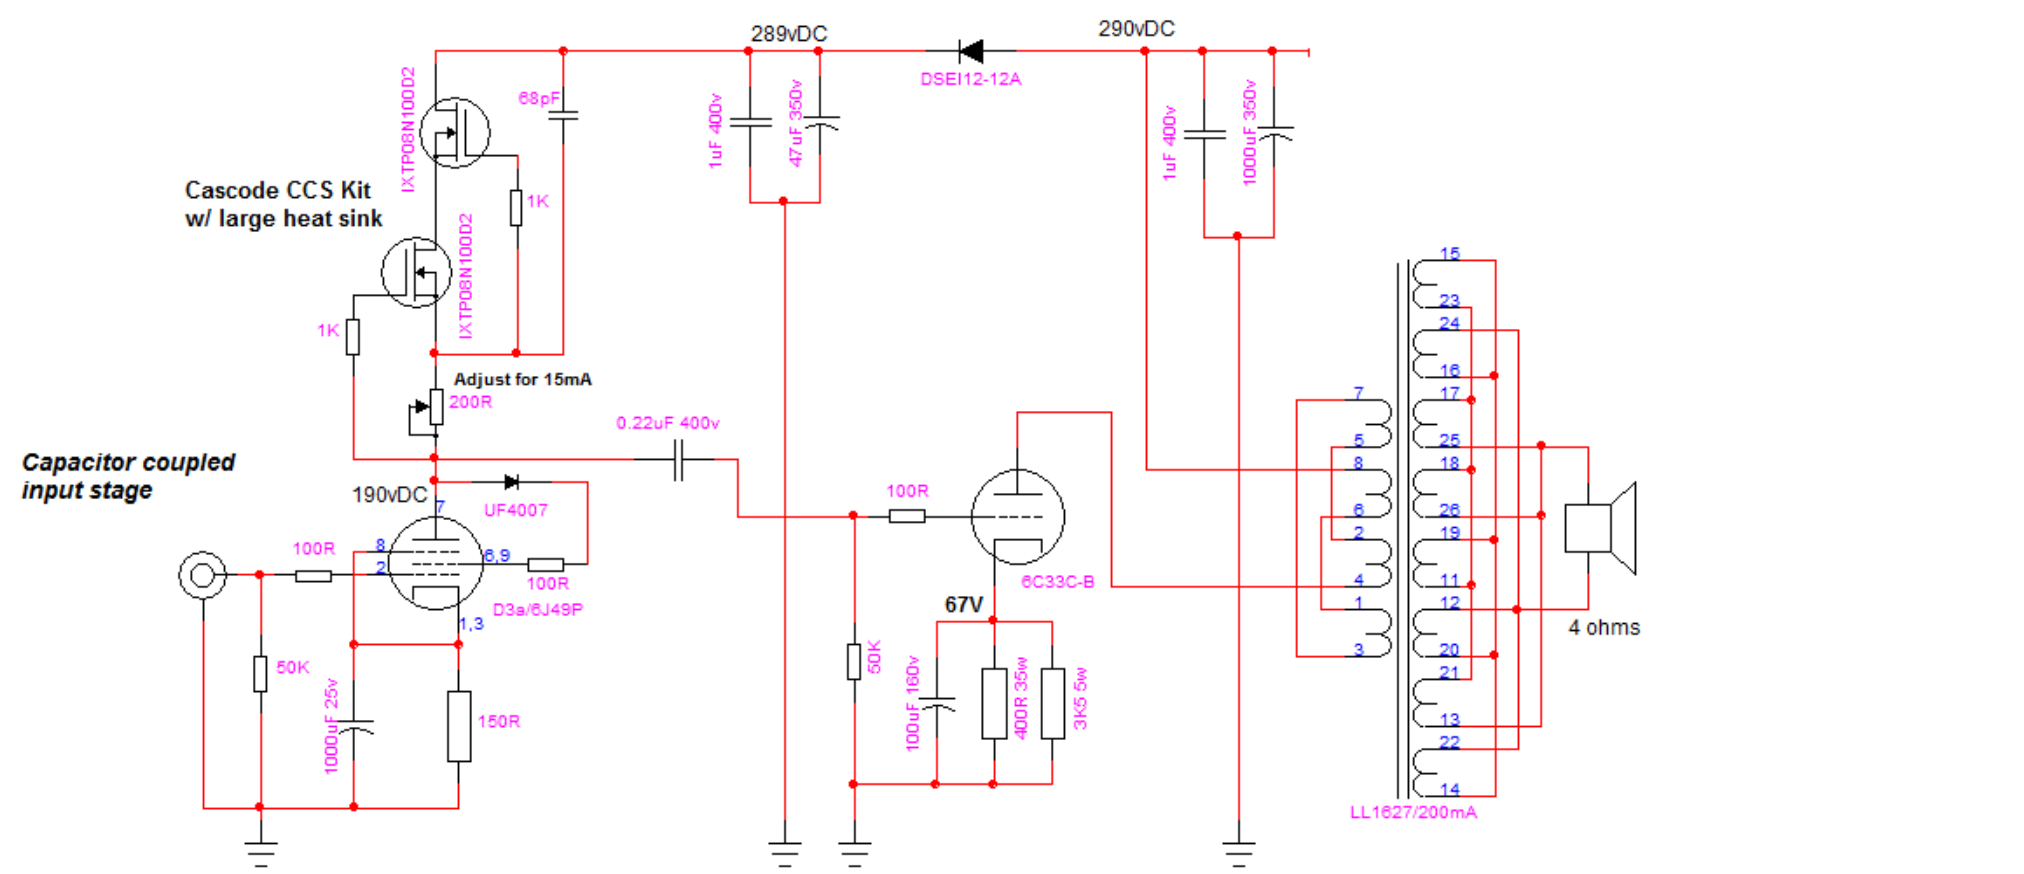 289vDC
290vDC
DSEI12-12A
IXTP08N100D2
68pF
1uF 400v
47uF 350v
1uF 400v
1000uF 350v
Cascode CCS Kit
w/ large heat sink
1K
IXTP08N100D2
1K
Adjust for 15mA
200R
0.22uF 400v
Capacitor coupled
input stage
190vDC
7
UF4007
100R
8
2
6,9
100R
D3a/6J49P
1,3
50K
1000uF 25v
150R
100R
6C33C-B
67V
50K
100uF 160v
400R 35w
3K5 5w
7
5
8
6
2
4
1
3
15
23
24
16
17
25
18
26
19
11
12
20
21
13
22
14
4 ohms
LL1627/200mA